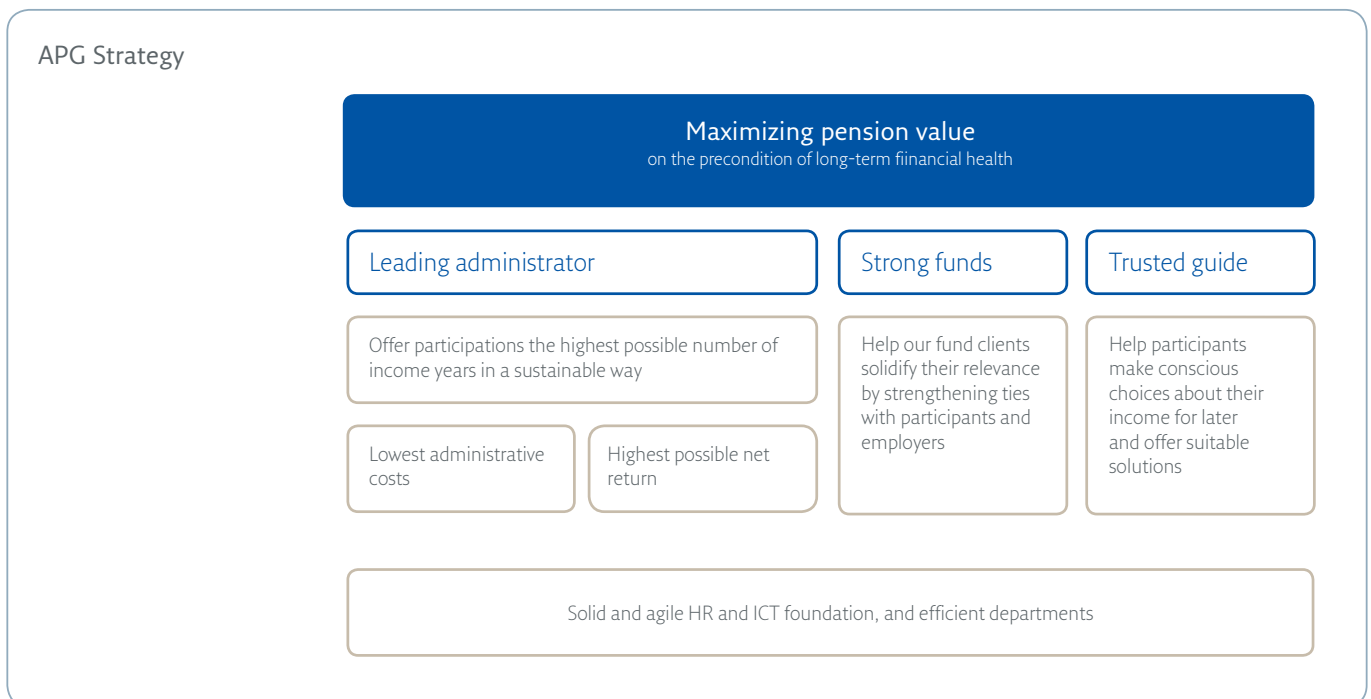 APG Strategy
Maximizing pension value
on the precondition of long-term fiinancial health
Leading administrator
Strong funds
Trusted guide
Offer participations the highest possible number of
income years in a sustainable way
Lowest administrative
costs
Highest possible net
return
Help our fund clients
solidify their relevance
by strengthening ties
with participants and
employers
Help participants
make conscious
choices about their
income for later
and offer suitable
solutions
Solid and agile HR and ICT foundation, and efficient departments